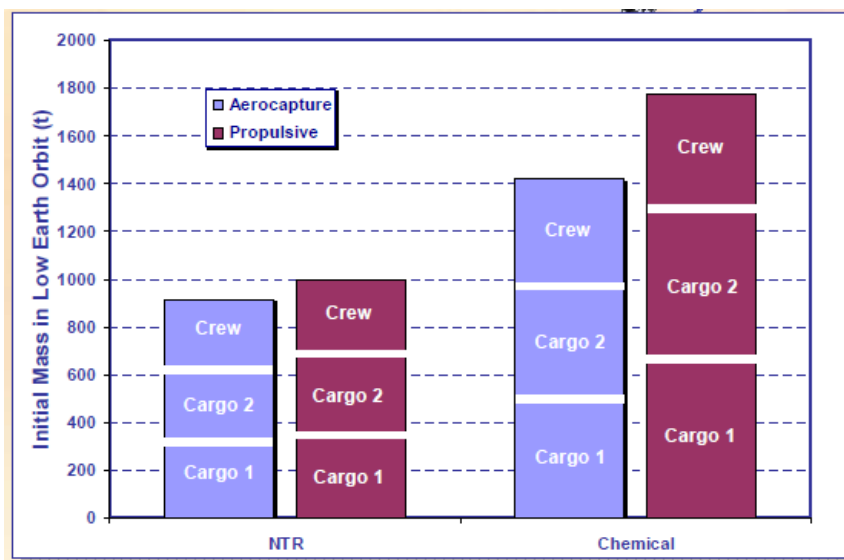 2000
1800
1600
1400
1200
1000
800
600
400
200
0
Initial Mass in Low Earth Orbit (t)
Aerocapture
Propulsive
Crew
Cargo 2
Cargo 1
Crew
Cargo 2
Cargo 1
Crew
Cargo 2
Cargo 1
Crew
Cargo 2
Cargo 1
NTR
Chemical